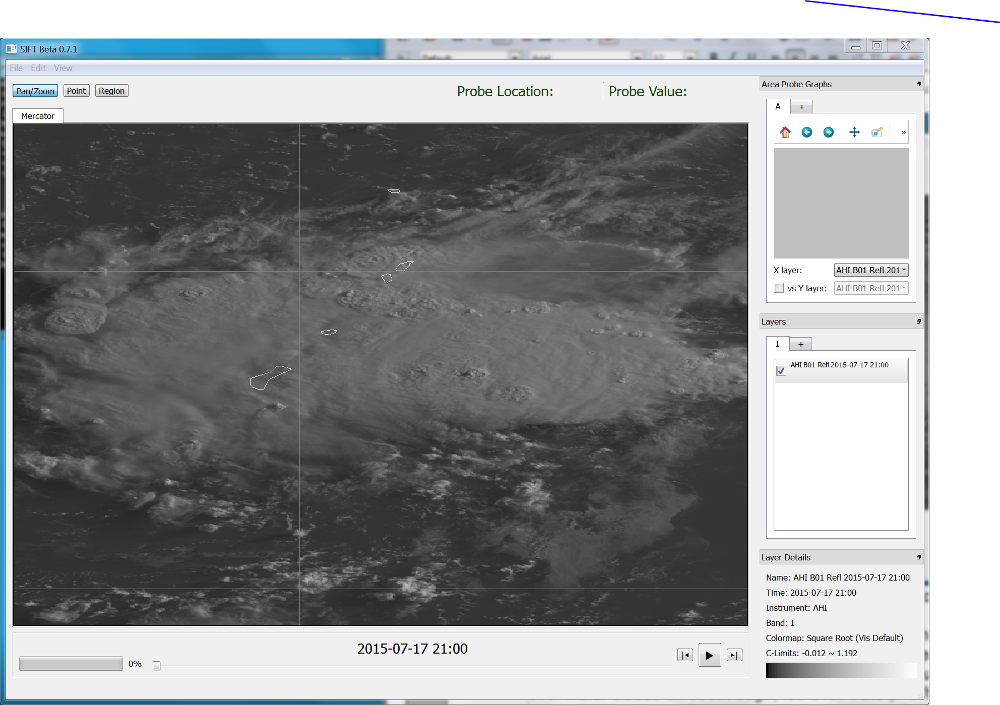 SIFT Beta 0.7.1
File Edit View
Pan/Zoom Point Region
Probe Location: Probe Value:
Mercator
Area Probe Graphs
A +
»
X layer: AHI B01 Refl 201
vs Y layer: AHI B01 Refl 201
Layers
1 +
AHI B01 Refl 2015-07-17 21:00
Layer Details
Name: AHI B01 Refl 2015-07-17 21:00
Time: 2015-07-17 21:00
Instrument: AHI
Band: 1
Colormap: Square Root (Vis Default)
C-Limits: -0.012 ~ 1.192
2015-07-17 21:00
0%